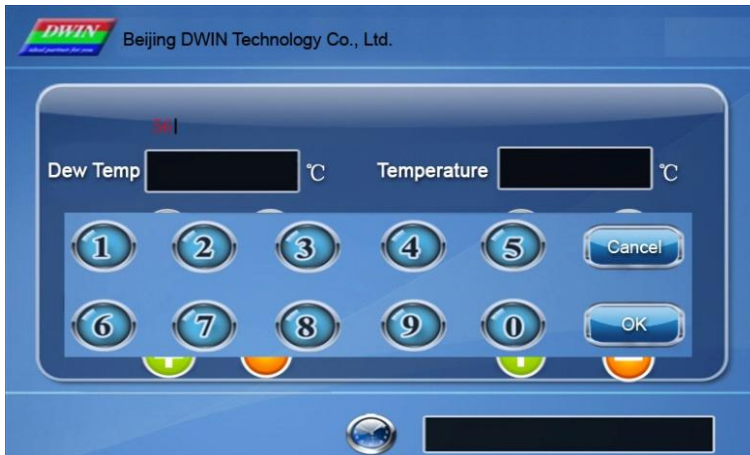 DWIN
Beijing DWIN Technology Co., Ltd.
Dew Temp ℃ Temperature ℃
1 2 3 4 5 Cancel
6 7 8 9 0 OK